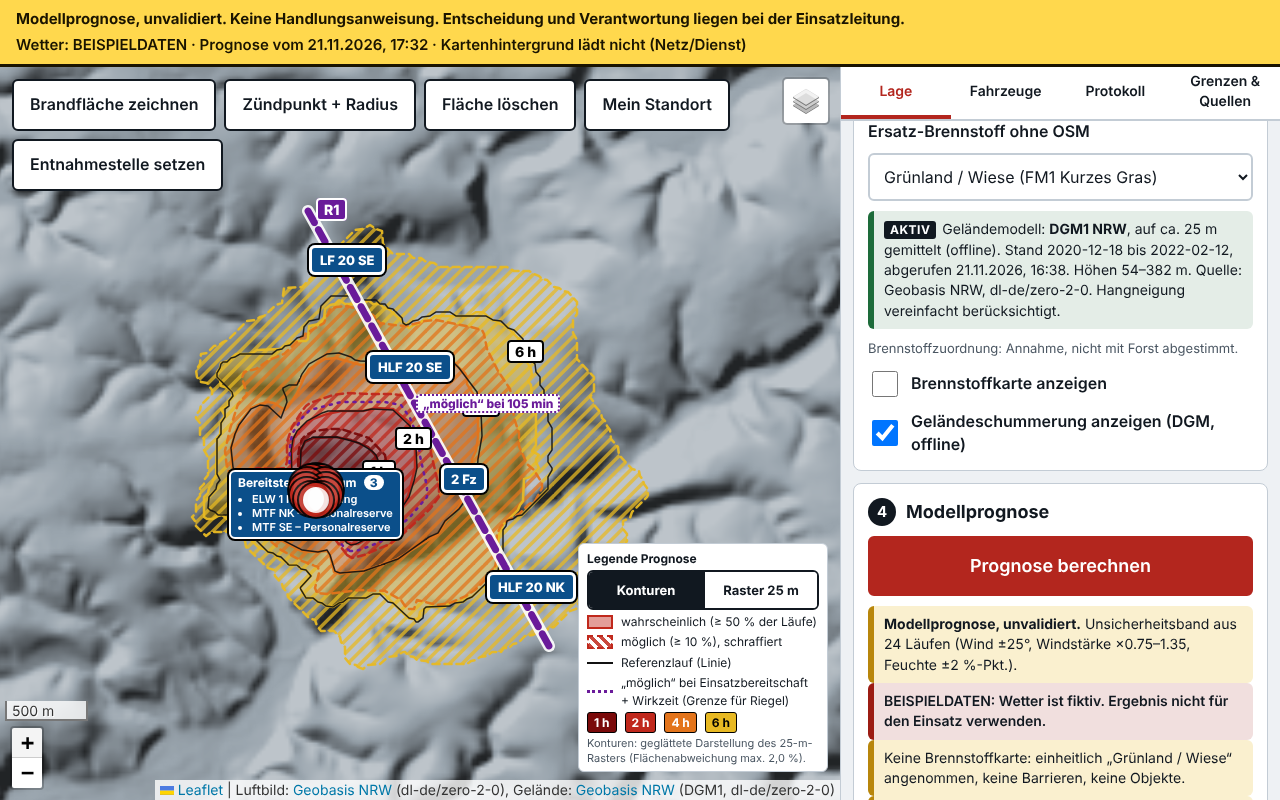 Modellprognose, unvalidiert. Keine Handlungsanweisung. Entscheidung und Verantwortung liegen bei der Einsatzleitung.
Wetter: BEISPIELDATEN · Prognose vom 21.11.2026, 17:32 · Kartenhintergrund lädt nicht (Netz/Dienst)
Brandfläche zeichnen
Zündpunkt + Radius
Fläche löschen
Mein Standort
Entnahmestelle setzen
R1
LF 20 SE
6 h
HLF 20 SE
„möglich“ bei 105 min
2 h
2 Fz
3
ELW 1
MTF NK
MTF SE – Personalreserve
HLF 20 NK
Legende Prognose
Konturen
Raster 25 m
wahrscheinlich (≥ 50 % der Läufe)
möglich (≥ 10 %), schraffiert
Referenzlauf (Linie)
„möglich“ bei Einsatzbereitschaft
+ Wirkzeit (Grenze für Riegel)
1 h 2 h 4 h 6 h
Konturen: geglättete Darstellung des 25-m-
Rasters (Flächenabweichung max. 2,0 %).
500 m
+
−
Leaflet | Luftbild: Geobasis NRW (dl-de/zero-2-0), Gelände: Geobasis NRW (DGM1, dl-de/zero-2-0)
Lage
Fahrzeuge
Protokoll
Grenzen &
Quellen
Ersatz-Brennstoff ohne OSM
Grünland / Wiese (FM1 Kurzes Gras)
AKTIV Geländemodell: DGM1 NRW, auf ca. 25 m
gemittelt (offline). Stand 2020-12-18 bis 2022-02-12,
abgerufen 21.11.2026, 16:38. Höhen 54–382 m. Quelle:
Geobasis NRW, dl-de/zero-2-0. Hangneigung
vereinfacht berücksichtigt.
Brennstoffzuordnung: Annahme, nicht mit Forst abgestimmt.
Brennstoffkarte anzeigen
Geländeschummerung anzeigen (DGM,
offline)
4 Modellprognose
Prognose berechnen
Modellprognose, unvalidiert. Unsicherheitsband aus
24 Läufen (Wind ±25°, Windstärke ×0.75–1.35,
Feuchte ±2 %-Pkt.).
BEISPIELDATEN: Wetter ist fiktiv. Ergebnis nicht für
den Einsatz verwenden.
Keine Brennstoffkarte: einheitlich „Grünland / Wiese“
angenommen, keine Barrieren, keine Objekte.